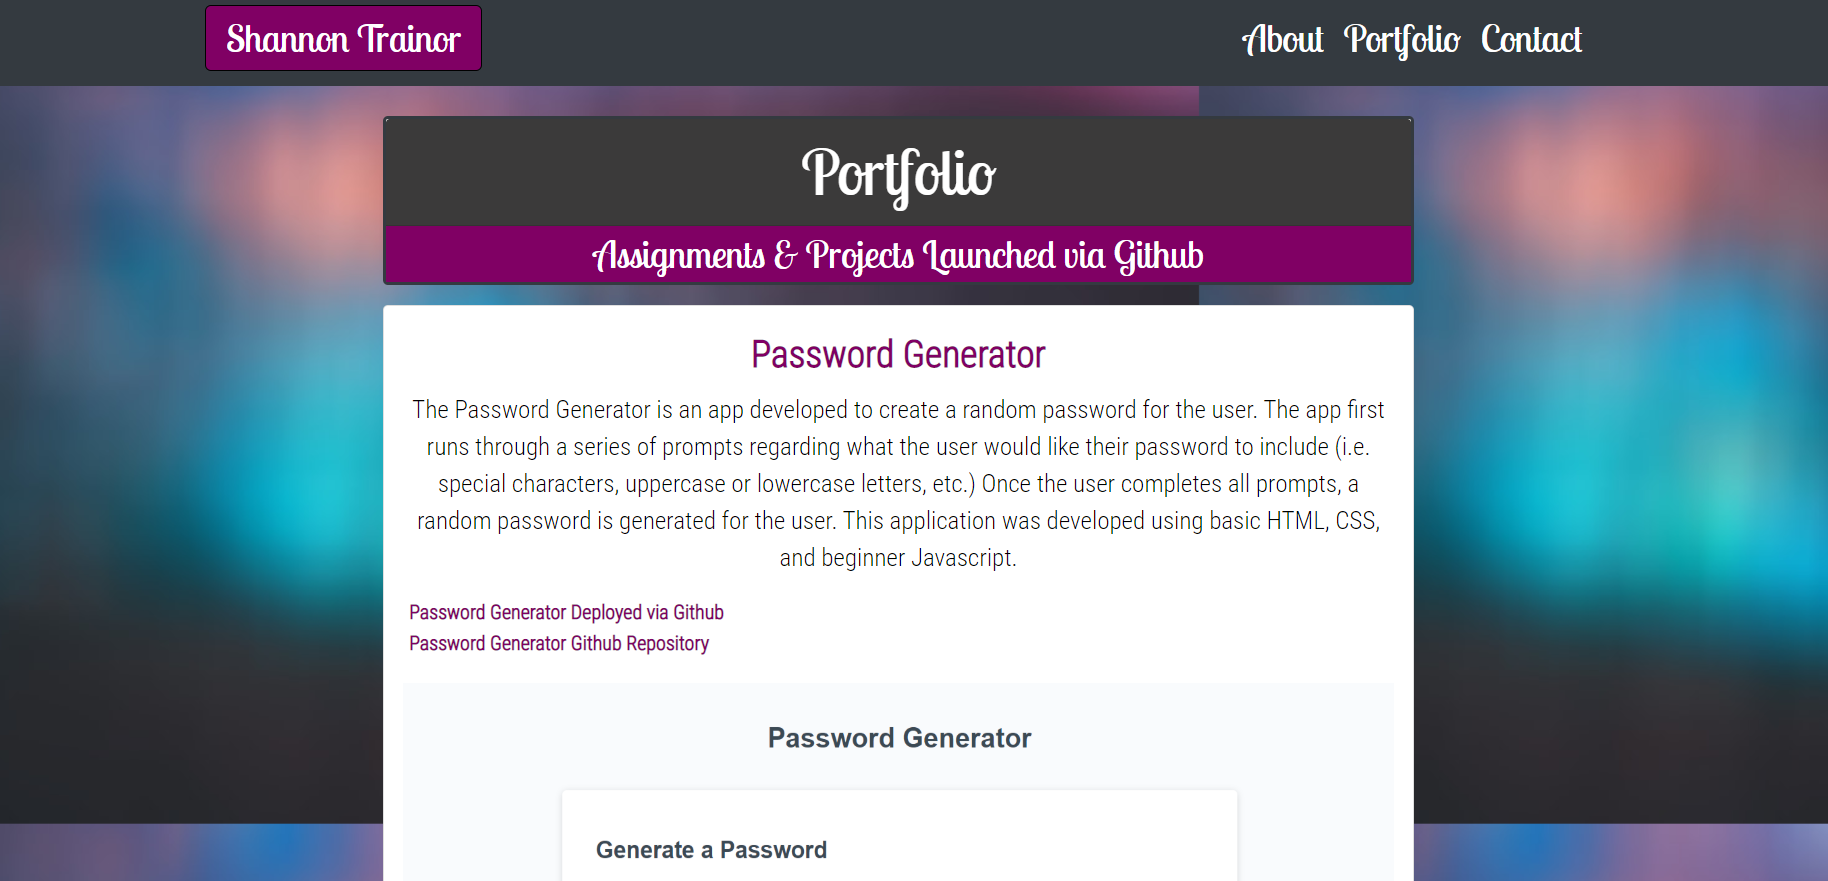 Shannon Trainor
About Portfolio Contact
Portfolio
Assignments & Projects Launched via Github
Password Generator
The Password Generator is an app developed to create a random password for the user. The app first
runs through a series of prompts regarding what the user would like their password to include (i.e.
special characters, uppercase or lowercase letters, etc.) Once the user completes all prompts, a
random password is generated for the user. This application was developed using basic HTML, CSS,
and beginner Javascript.
Password Generator Deployed via Github
Password Generator Github Repository
Password Generator
Generate a Password